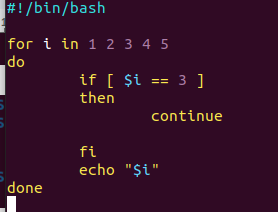 #!/bin/bash
for i in 1 2 3 4 5
do
        if [ $i == 3 ]
        then
                continue
        fi
        echo "$i"
done